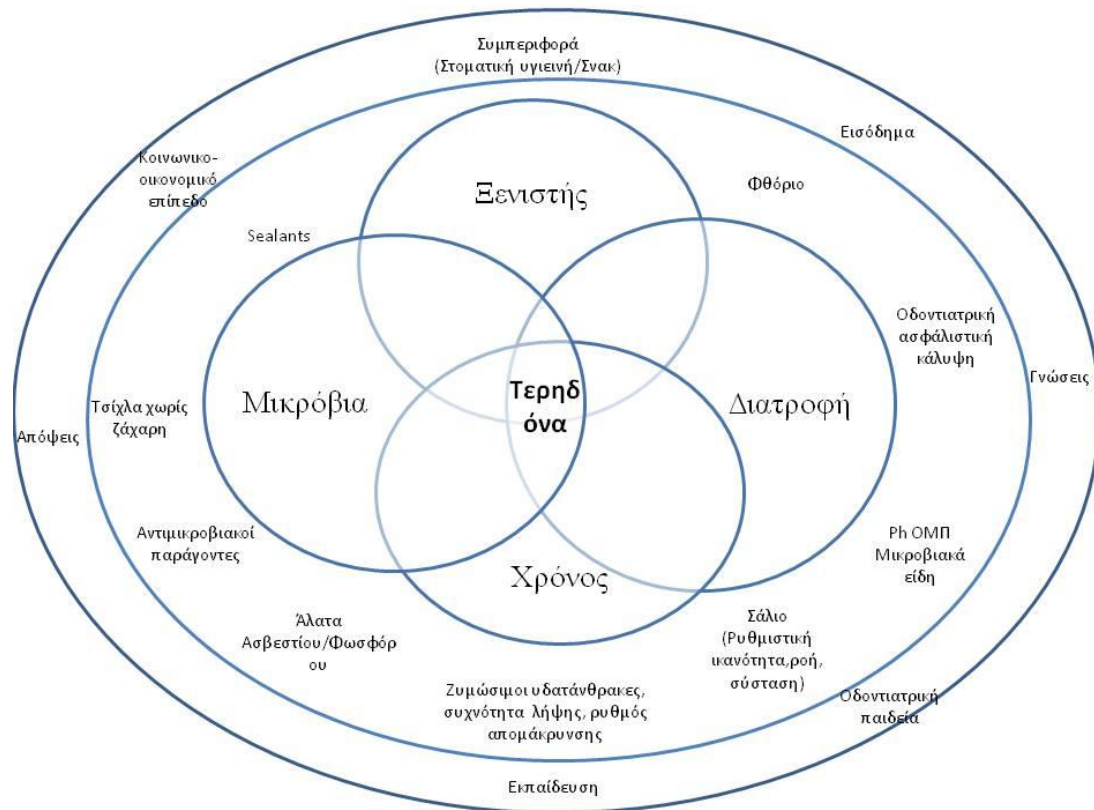 Συμπεριφορά
(Στοματική υγιεινή/Σνακ)
Εισόδημα
Κοινωνικο-
οικονομικό
επίπεδο
Φθόριο
Ξενιστής
Sealants
Οδοντιατρική
ασφάλιστική
κάλυψη
Γνώσεις
Τερηδ
όνα
Μικρόβια
Διατροφή
Τσίχλα χωρίς
ζάχαρη
Απόψεις
Αντιμικροβιακοί
παράγοντες
Ph ΟΜΠ
Μικροβιακά
είδη
Χρόνος
Άλατα
Ασβεστίου/Φωσφόρ
ου
Σάλιο
(Ρυθμιστική
ικανότητα,ροή,
σύσταση)
Ζυμώσιμοι υδατάνθρακες,
συχνότητα λήψης, ρυθμός
απομάκρυνσης
Οδοντιατρική
παιδεία
Εκπαίδευση